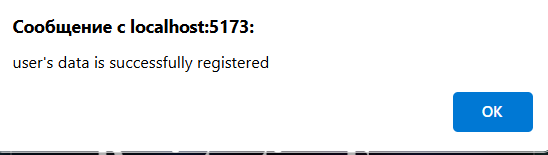 Сообщение с localhost:5173:
user's data is successfully registered
OK